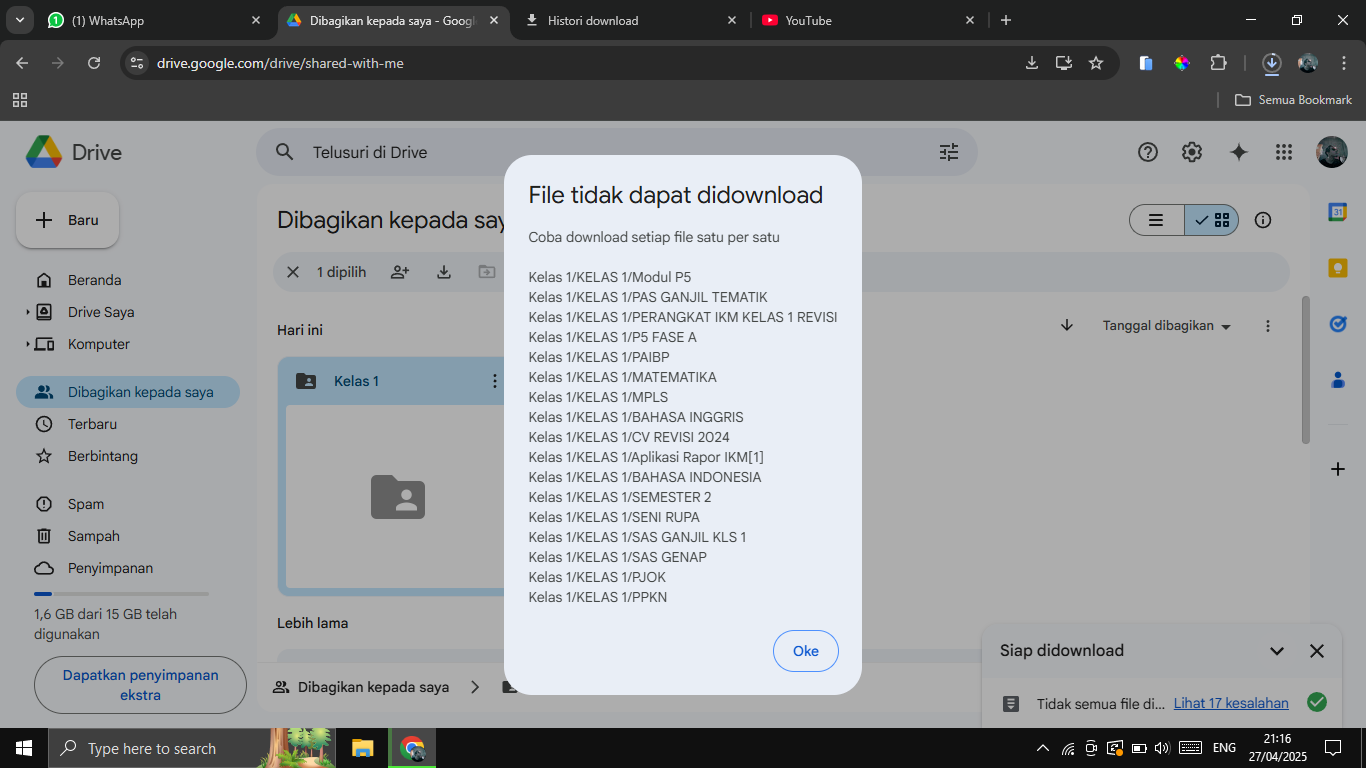 (1) WhatsApp
Dibagikan kepada saya - Googl
Histori download
YouTube
drive.google.com/drive/shared-with-me
Semua Bookmark
Drive
Telusuri di Drive
Baru
Beranda
Drive Saya
Komputer
Dibagikan kepada saya
Terbaru
Berbintang
Spam
Sampah
Penyimpanan
1,6 GB dari 15 GB telah
digunakan
Dapatkan penyimpanan
ekstra
Dibagikan kepada say
1 dipilih
Hari ini
Tanggal dibagikan
Kelas 1
Lebih lama
Dibagikan kepada saya
File tidak dapat didownload
Coba download setiap file satu per satu
Kelas 1/KELAS 1/Modul P5
Kelas 1/KELAS 1/PAS GANJIL TEMATIK
Kelas 1/KELAS 1/PERANGKAT IKM KELAS 1 REVISI
Kelas 1/KELAS 1/P5 FASE A
Kelas 1/KELAS 1/PAIBP
Kelas 1/KELAS 1/MATEMATIKA
Kelas 1/KELAS 1/MPLS
Kelas 1/KELAS 1/BAHASA INGGRIS
Kelas 1/KELAS 1/CV REVISI 2024
Kelas 1/KELAS 1/Aplikasi Rapor IKM[1]
Kelas 1/KELAS 1/BAHASA INDONESIA
Kelas 1/KELAS 1/SEMESTER 2
Kelas 1/KELAS 1/SENI RUPA
Kelas 1/KELAS 1/SAS GANJIL KLS 1
Kelas 1/KELAS 1/SAS GENAP
Kelas 1/KELAS 1/PJOK
Kelas 1/KELAS 1/PPKN
Oke
31
Siap didownload
Tidak semua file di... Lihat 17 kesalahan
Type here to search
ENG
21:16
27/04/2025